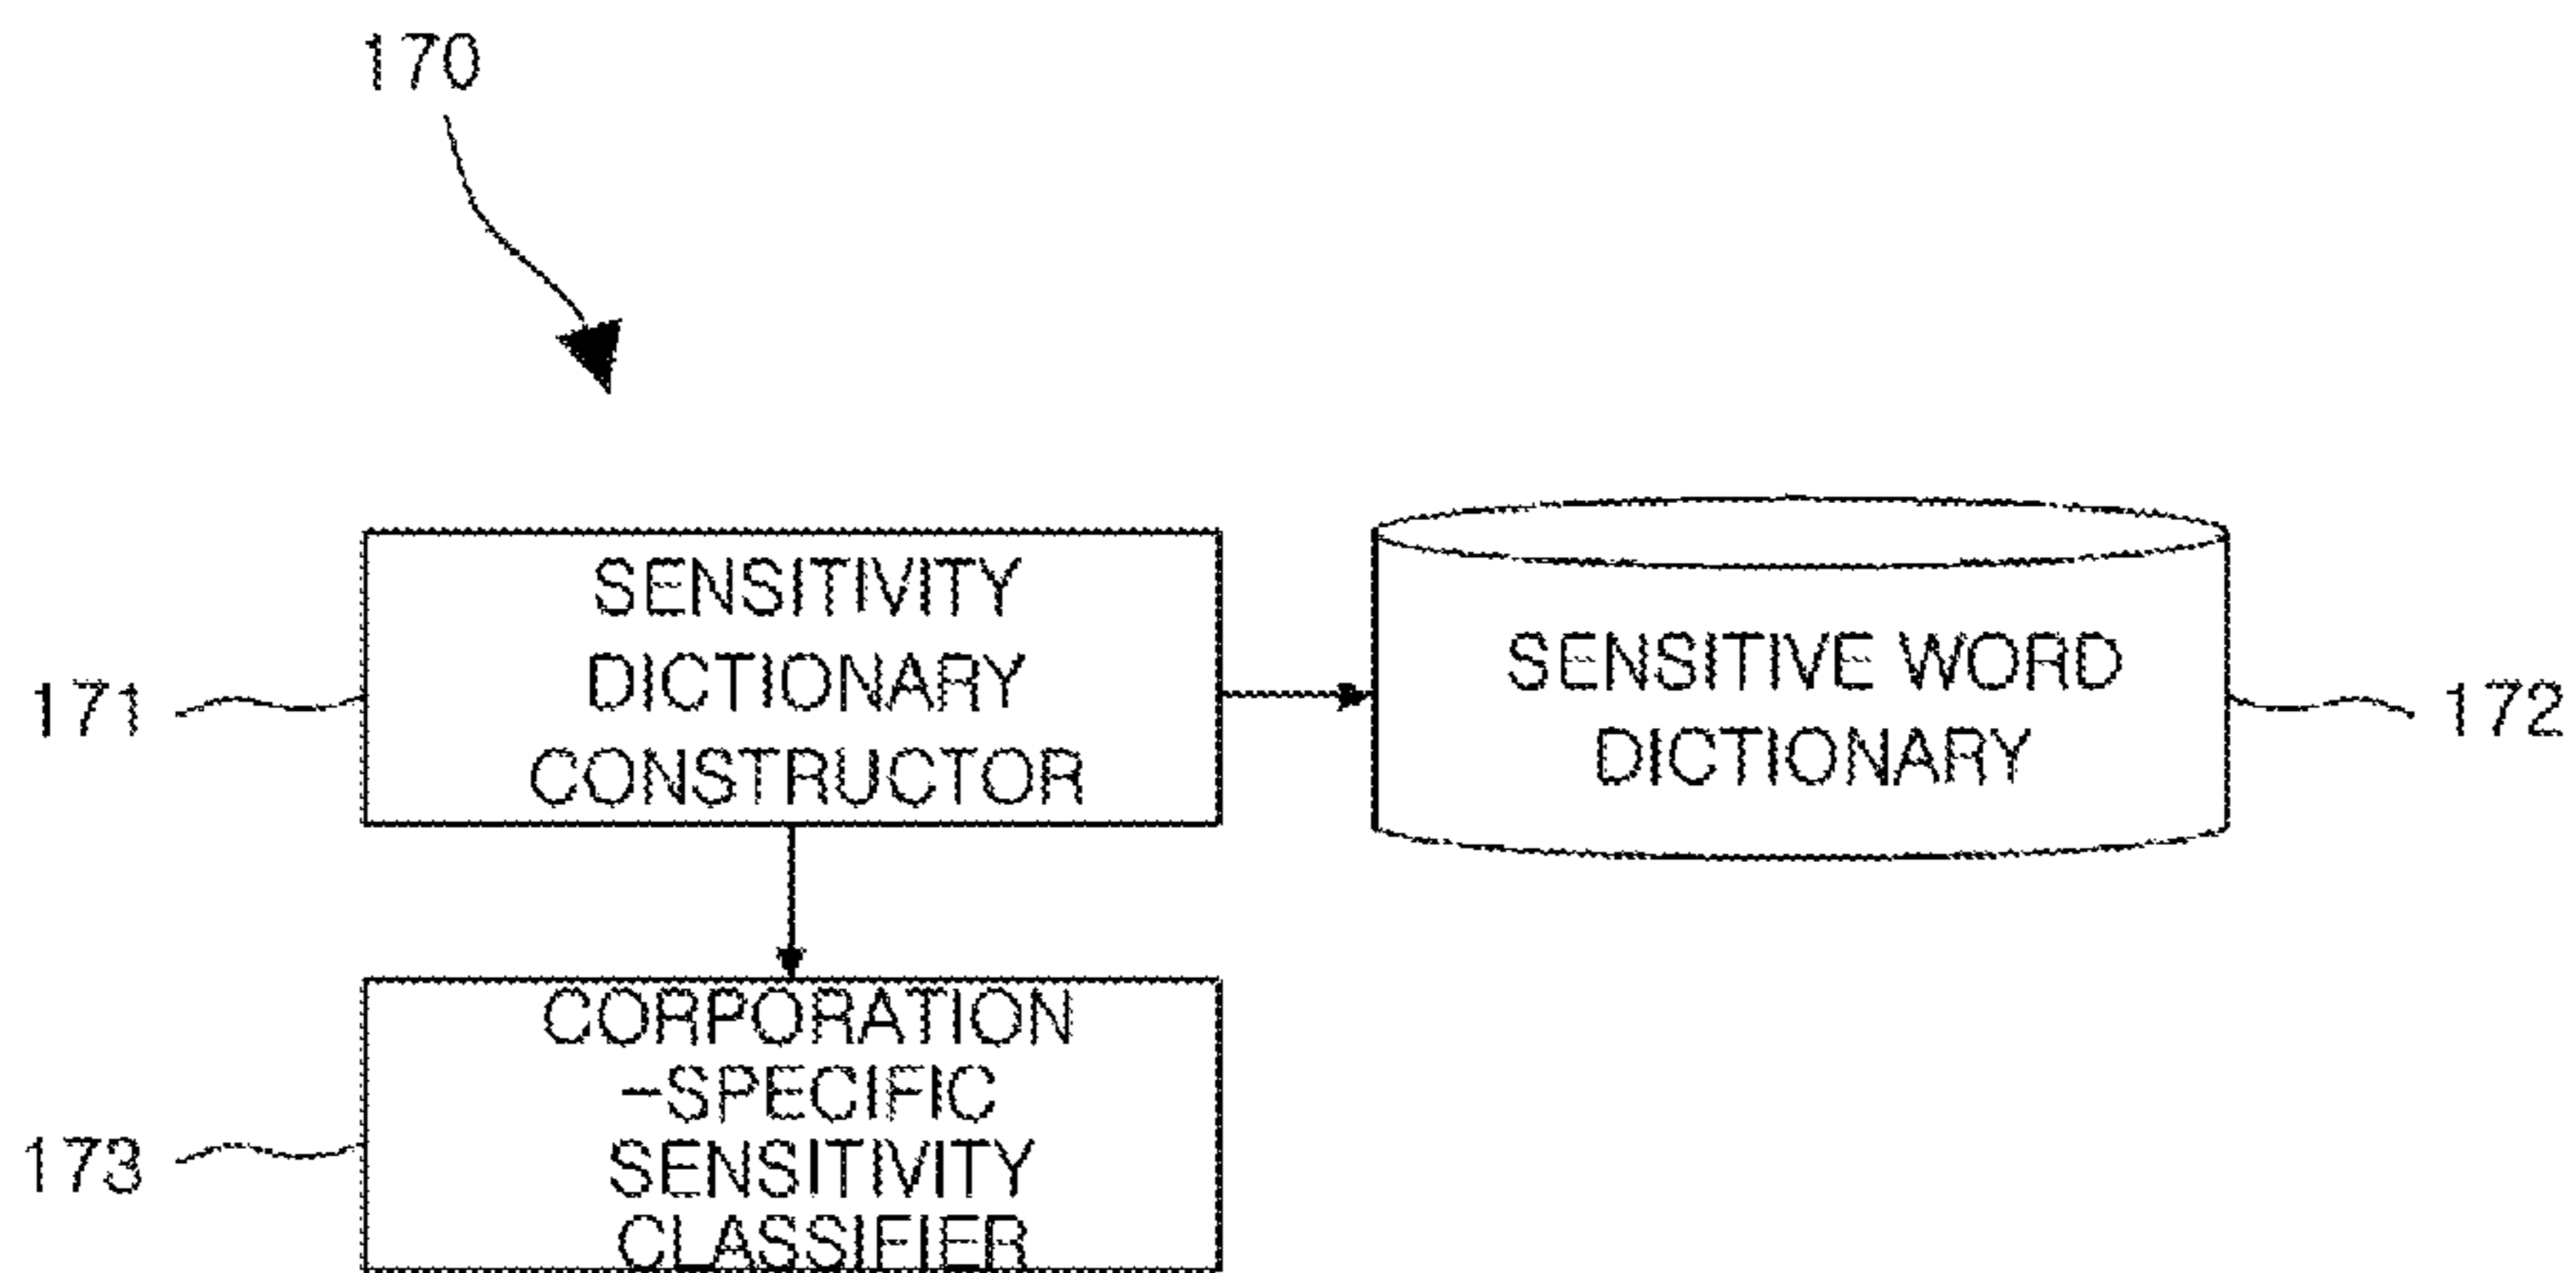 170
SENSITIVITY
DICTIONARY
CONSTRUCTOR
171
SENSITIVE WORD
DICTIONARY
172
CORPORATION
-SPECIFIC
SENSITIVITY
CLASSIFIER
173